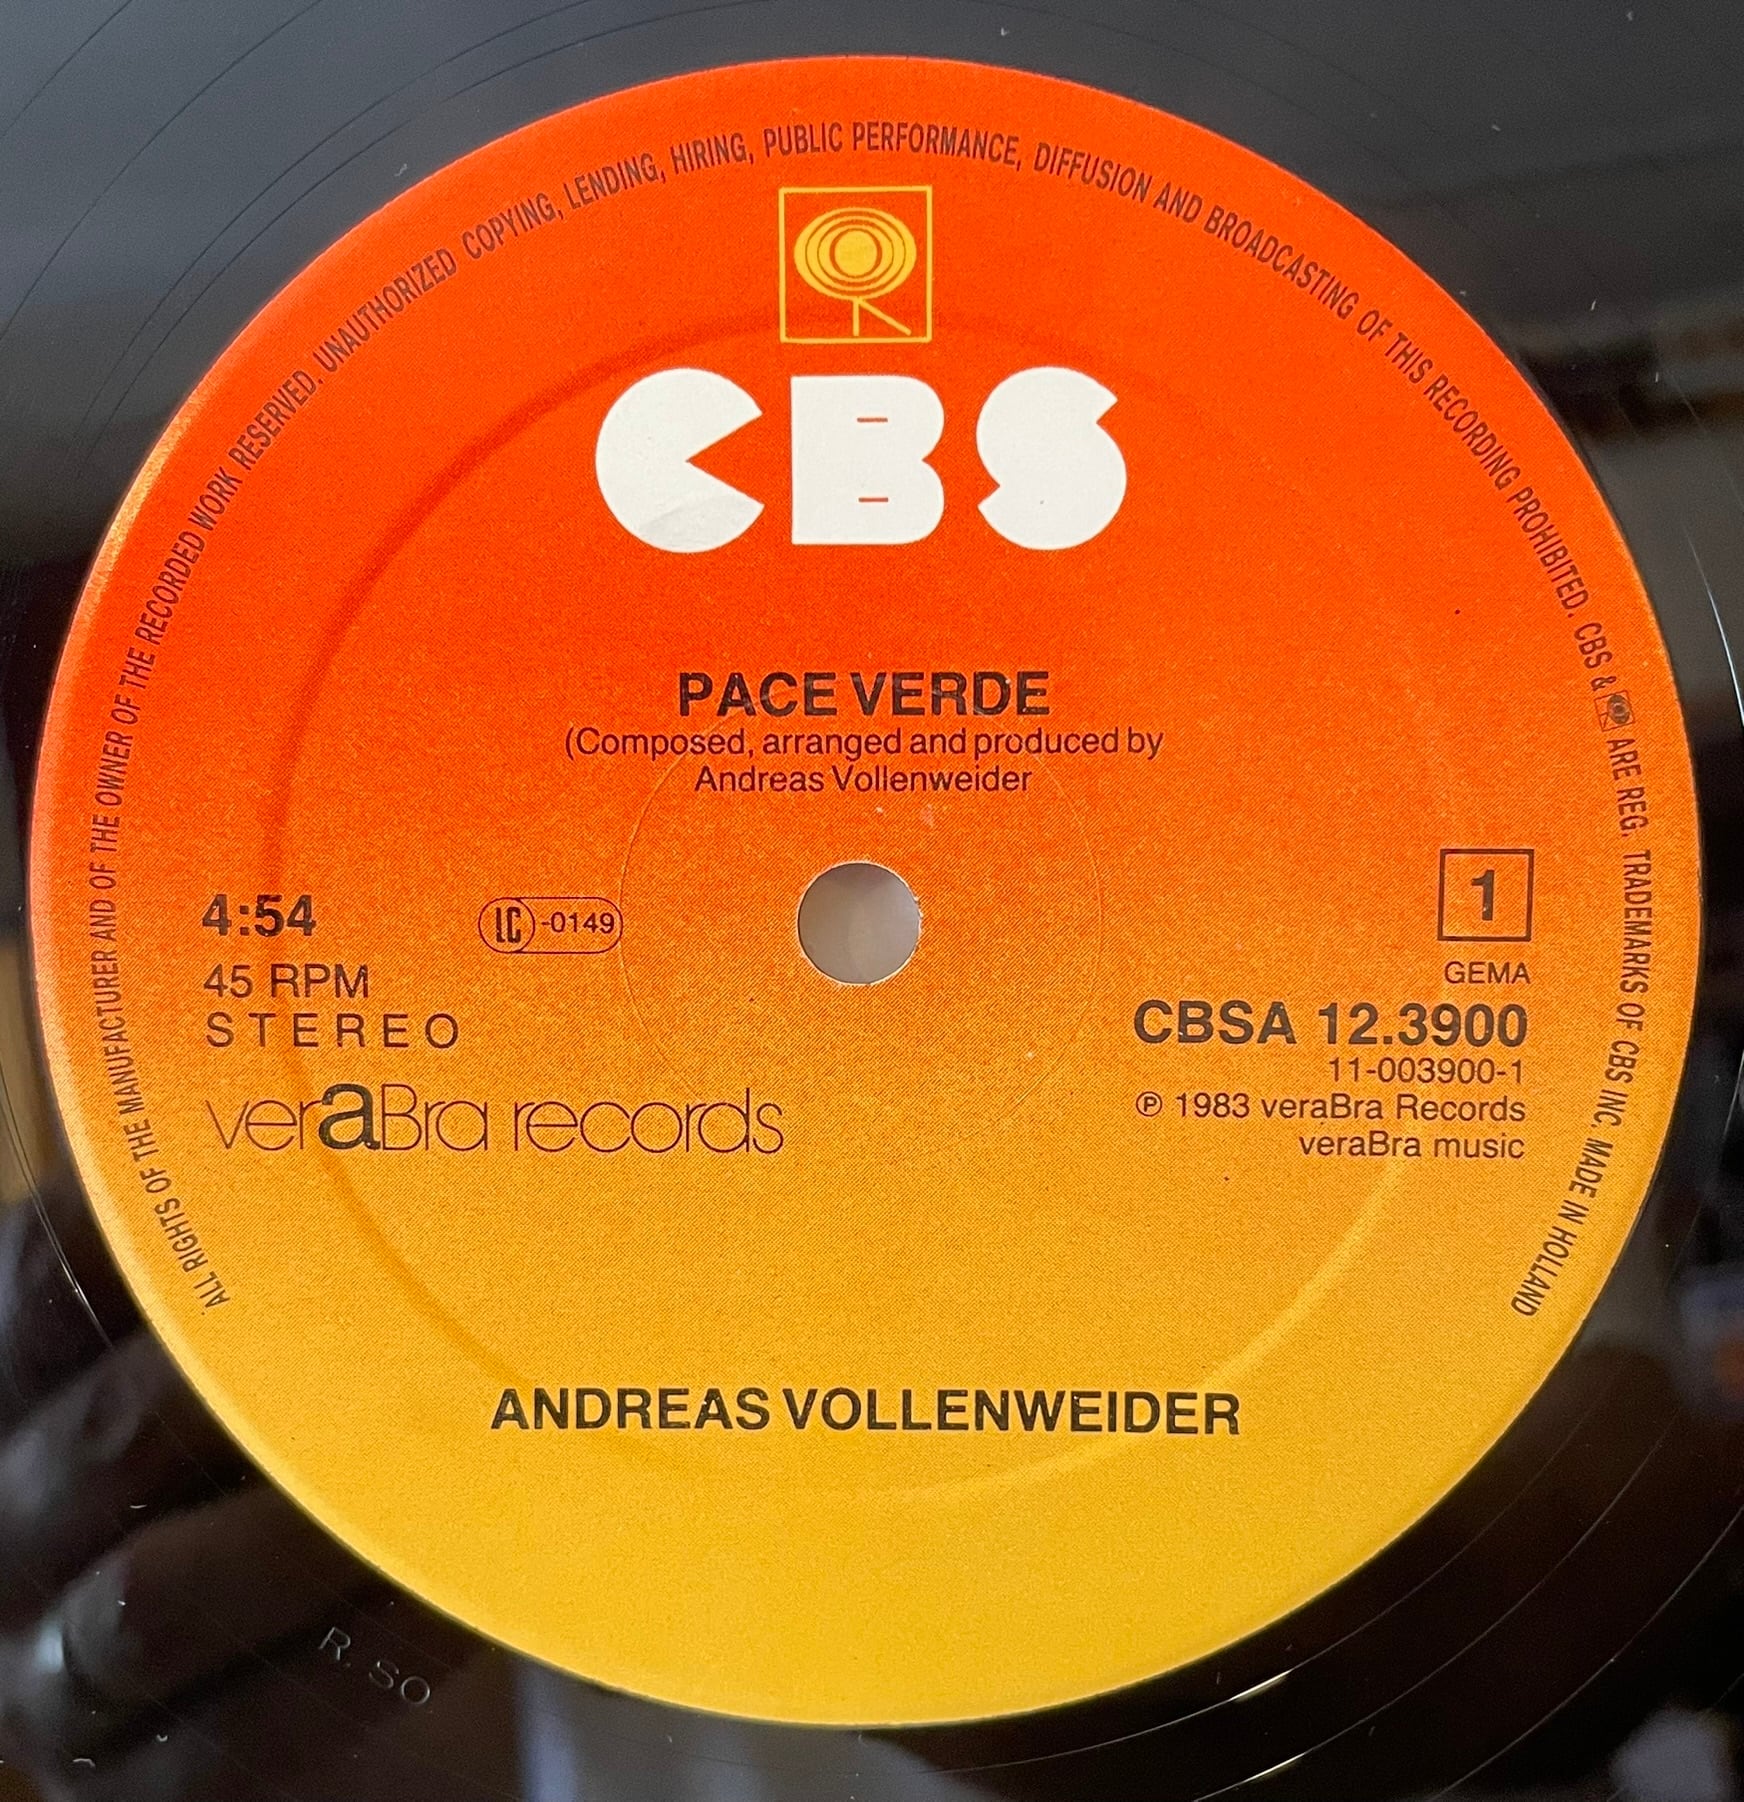 ALL RIGHTS OF THE MANUFACTURER AND OF THE OWNER OF THE RECORDED WORK RESERVED. UNAUTHORIZED COPYING, LENDING, HIRING, PUBLIC PERFORMANCE, DIFFUSION AND BROADCASTING OF THIS RECORDING PROHIBITED. CBS & ARE REG. TRADEMARKS OF CBS INC. MADE IN HOLLAND
CBS
PACE VERDE
(Composed, arranged and produced by
Andreas Vollenweider
4:54
LC-0149
45 RPM
STEREO
veraBra records
1
GEMA
CBSA 12.3900
11-003900-1
℗ 1983 veraBra Records
veraBra music
ANDREAS VOLLENWEIDER
R. SO